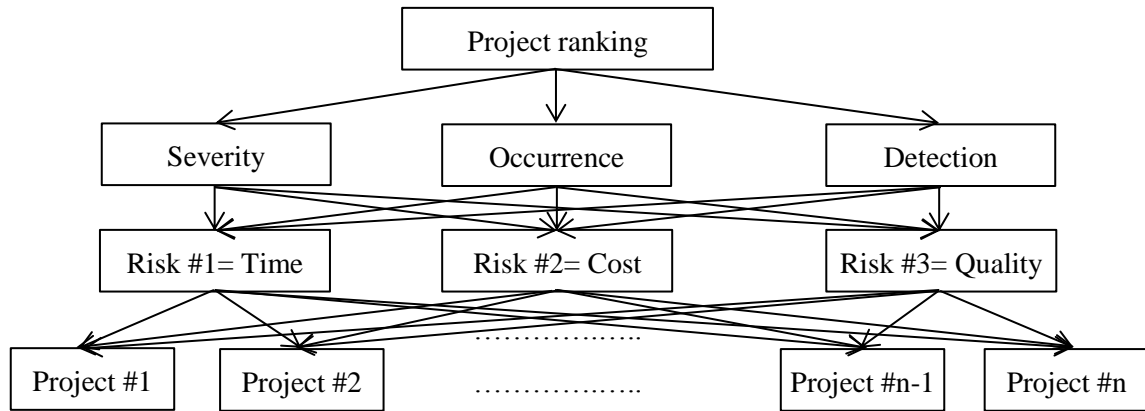 Project ranking
Severity
Occurrence
Detection
Risk #1= Time
Risk #2= Cost
Risk #3= Quality
……………..
Project #1
Project #2
……………..
Project #n-1
Project #n